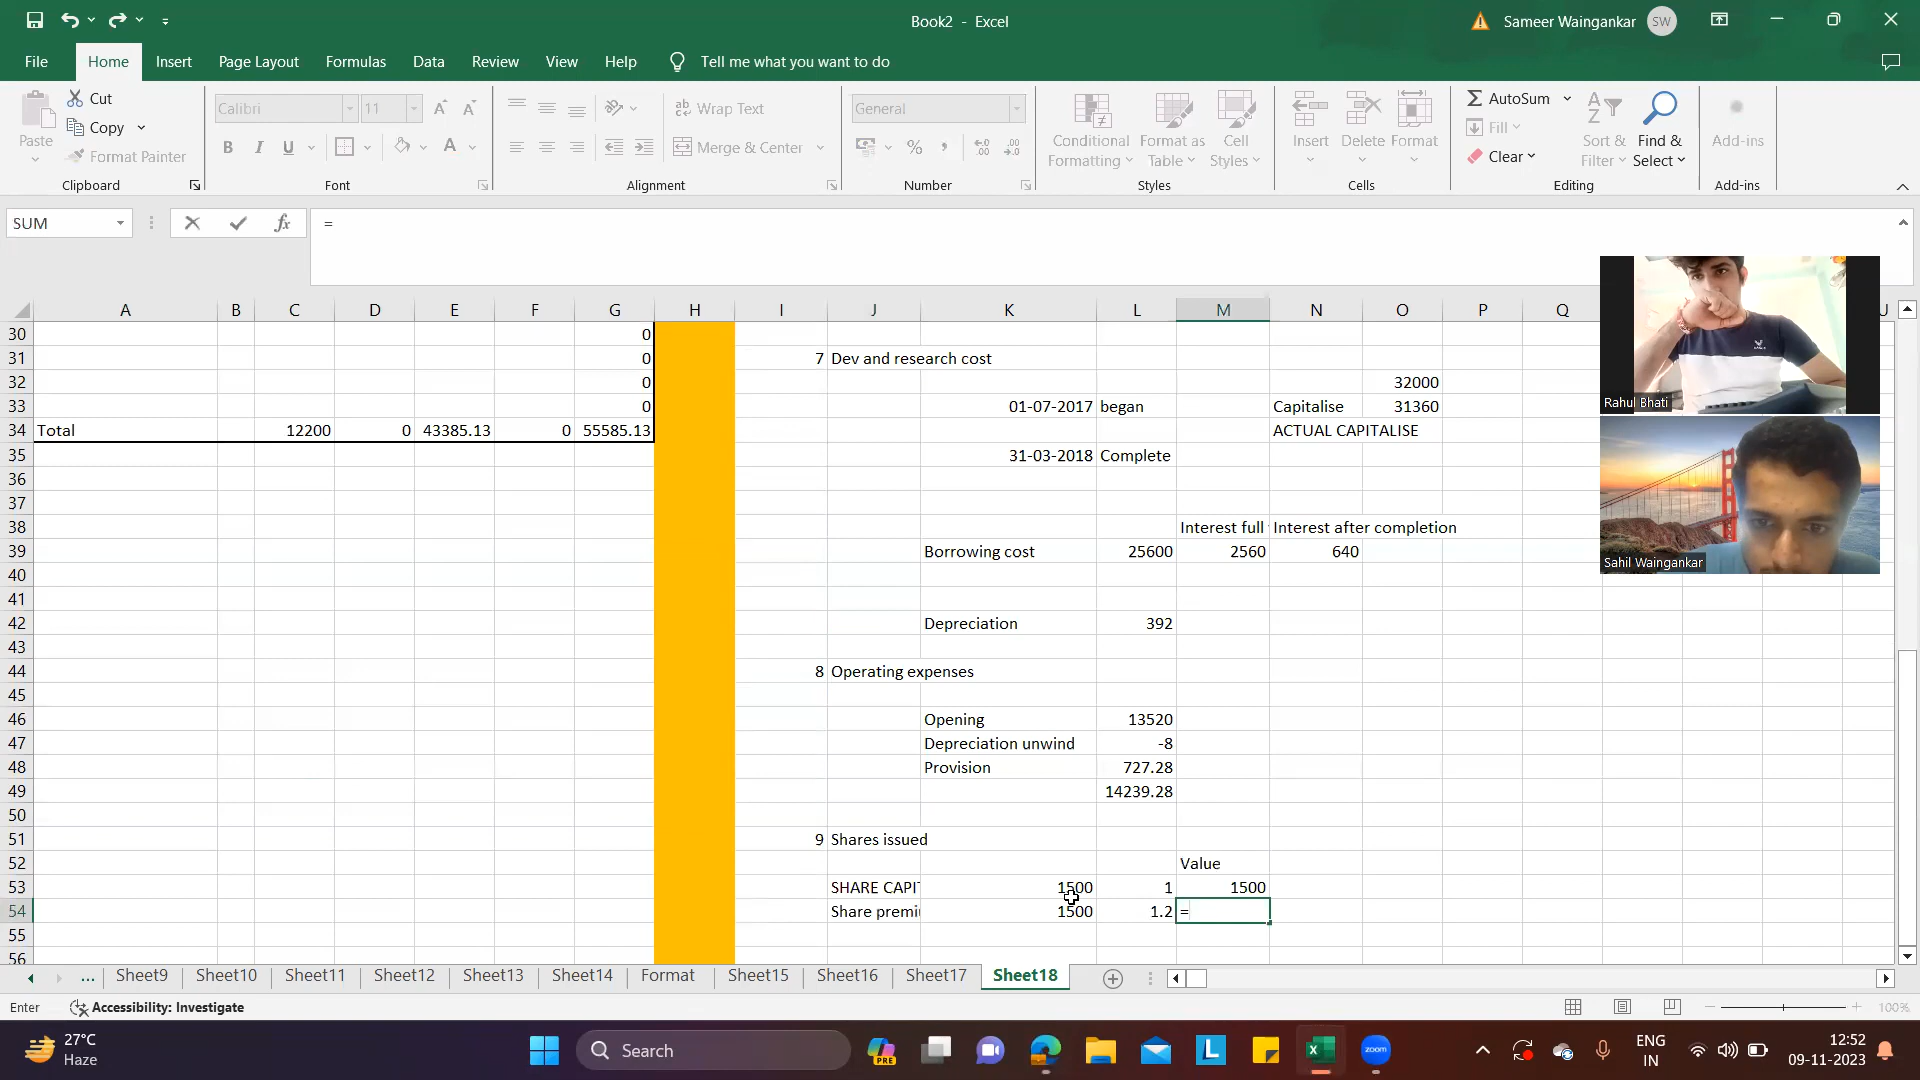 Book2 - Excel
Sameer Waingankar
SW
File
Home
Insert
Page Layout
Formulas
Data
Review
View
Help
Tell me what you want to do
Paste
Cut
Copy
Format Painter
Clipboard
Calibri
11
B I U
Font
Wrap Text
Merge & Center
Alignment
General
Number
Conditional Formatting
Format as Table
Cell Styles
Styles
Insert
Delete
Format
Cells
AutoSum
Fill
Clear
Sort & Filter
Find & Select
Editing
Add-ins
Add-ins
SUM
=
A B C D E F G H I J K L M N O P Q U
30 0
31 0 7 Dev and research cost
32 0 32000
33 0 01-07-2017 began Capitalise 31360
34 Total 12200 0 43385.13 0 55585.13 ACTUAL CAPITALISE
35 31-03-2018 Complete
36
37
38 Interest full Interest after completion
39 Borrowing cost 25600 2560 640
40
41
42 Depreciation 392
43
44 8 Operating expenses
45
46 Opening 13520
47 Depreciation unwind -8
48 Provision 727.28
49 14239.28
50
51 9 Shares issued
52 Value
53 SHARE CAPI 1500 1 1500
54 Share premi 1500 1.2 =
55
56
Rahul Bhati
Sahil Waingankar
... Sheet9 Sheet10 Sheet11 Sheet12 Sheet13 Sheet14 Format Sheet15 Sheet16 Sheet17 Sheet18
Enter
Accessibility: Investigate
100%
27°C
Haze
Search
PRE
L
zoom
ENG
IN
12:52
09-11-2023